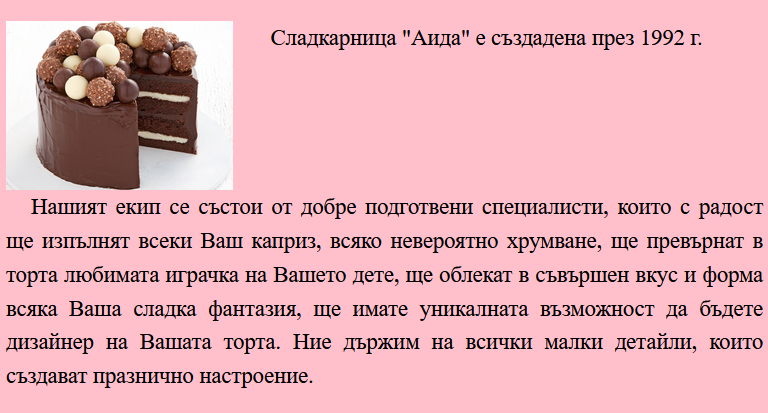 Сладкарница "Аида" е създадена през 1992 г.
Нашият екип се състои от добре подготвени специалисти, които с радост
ще изпълнят всеки Ваш каприз, всяко невероятно хрумване, ще превърнат в
торта любимата играчка на Вашето дете, ще облекат в съвършен вкус и форма
всяка Ваша сладка фантазия, ще имате уникалната възможност да бъдете
дизайнер на Вашата торта. Ние държим на всички малки детайли, които
създават празнично настроение.